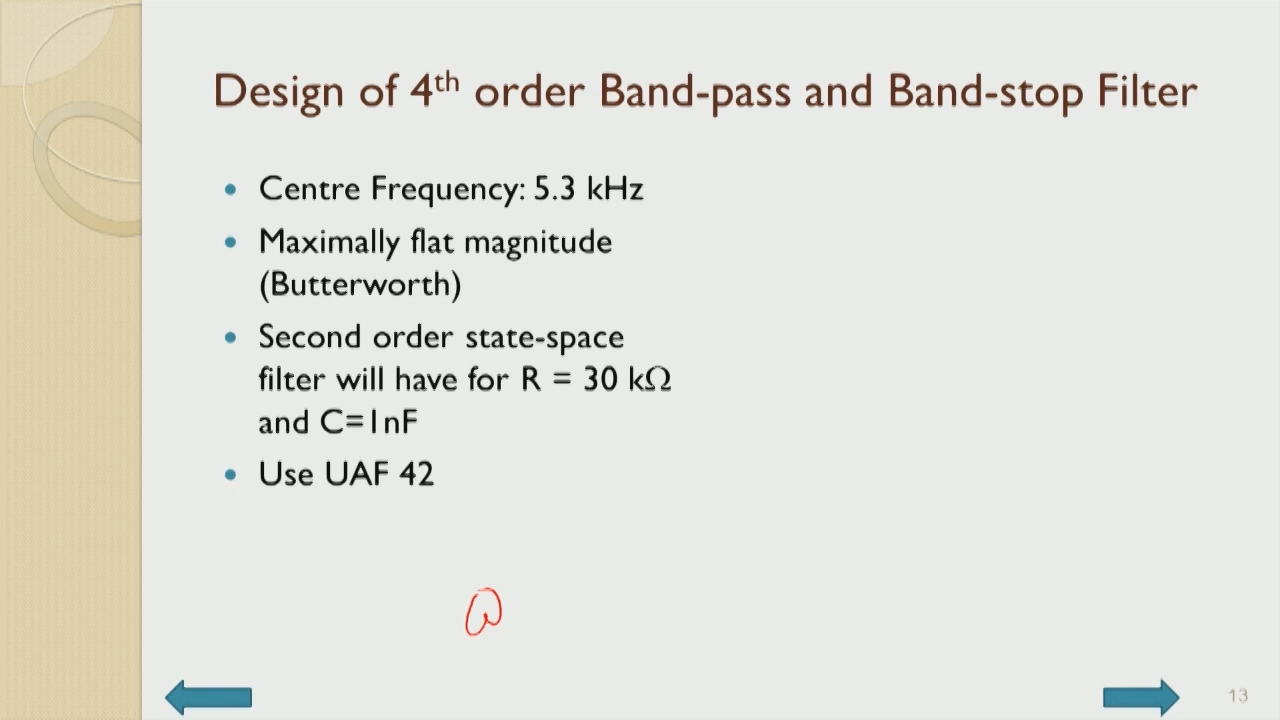 Design of 4th order Band-pass and Band-stop Filter
• Centre Frequency: 5.3 kHz
• Maximally flat magnitude
(Butterworth)
• Second order state-space
filter will have for R = 30 kΩ
and C=1nF
• Use UAF 42
Q
13